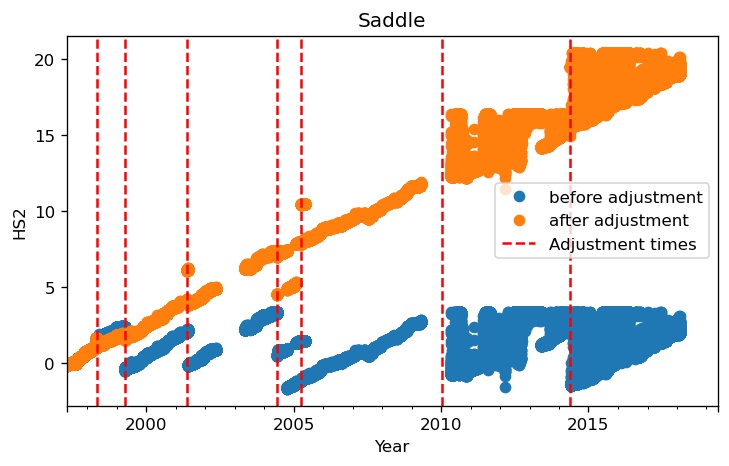 Saddle
20
15
10
5
0
HS2
before adjustment
after adjustment
Adjustment times
2000
2005
2010
2015
Year